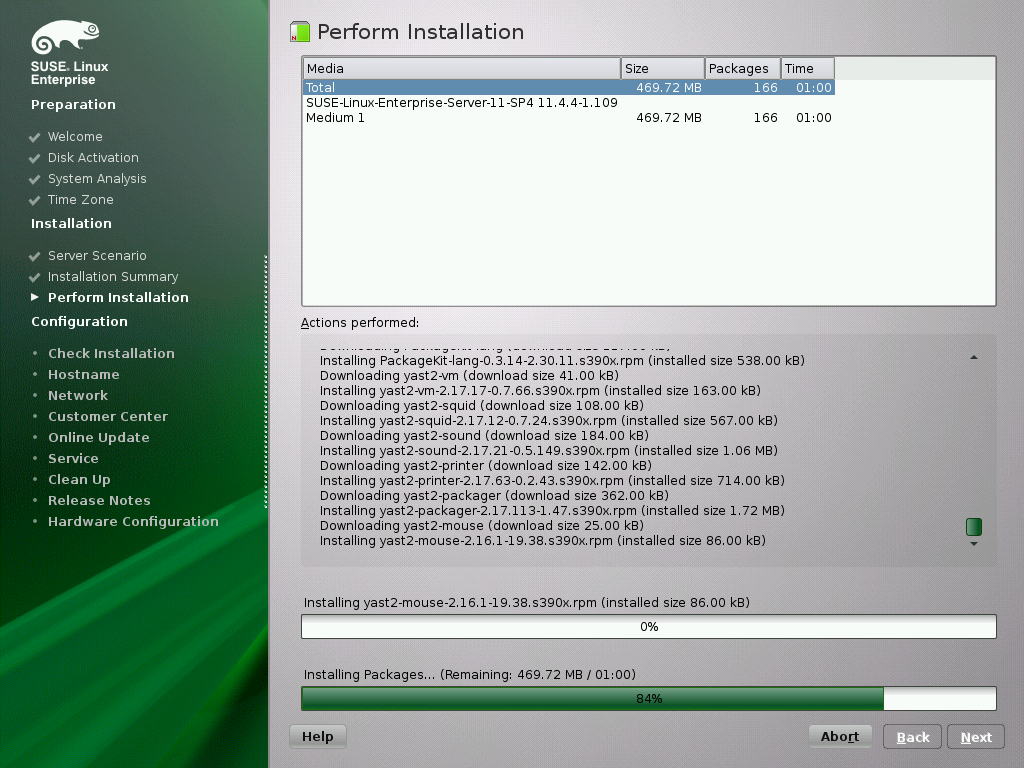 SUSE® Linux
Enterprise
Preparation
Welcome
Disk Activation
System Analysis
Time Zone
Installation
Server Scenario
Installation Summary
Perform Installation
Configuration
Check Installation
Hostname
Network
Customer Center
Online Update
Service
Clean Up
Release Notes
Hardware Configuration
Perform Installation
Media Size Packages Time
Total 469.72 MB 166 01:00
SUSE-Linux-Enterprise-Server-11-SP4 11.4.4-1.109
Medium 1 469.72 MB 166 01:00
Actions performed:
Installing PackageKit-lang-0.3.14-2.30.11.s390x.rpm (installed size 538.00 kB)
Downloading yast2-vm (download size 41.00 kB)
Installing yast2-vm-2.17.17-0.7.66.s390x.rpm (installed size 163.00 kB)
Downloading yast2-squid (download size 108.00 kB)
Installing yast2-squid-2.17.12-0.7.24.s390x.rpm (installed size 567.00 kB)
Downloading yast2-sound (download size 184.00 kB)
Installing yast2-sound-2.17.21-0.5.149.s390x.rpm (installed size 1.06 MB)
Downloading yast2-printer (download size 142.00 kB)
Installing yast2-printer-2.17.63-0.2.43.s390x.rpm (installed size 714.00 kB)
Downloading yast2-packager (download size 362.00 kB)
Installing yast2-packager-2.17.113-1.47.s390x.rpm (installed size 1.72 MB)
Downloading yast2-mouse (download size 25.00 kB)
Installing yast2-mouse-2.16.1-19.38.s390x.rpm (installed size 86.00 kB)
Installing yast2-mouse-2.16.1-19.38.s390x.rpm (installed size 86.00 kB)
0%
Installing Packages... (Remaining: 469.72 MB / 01:00)
84%
Help Abort Back Next